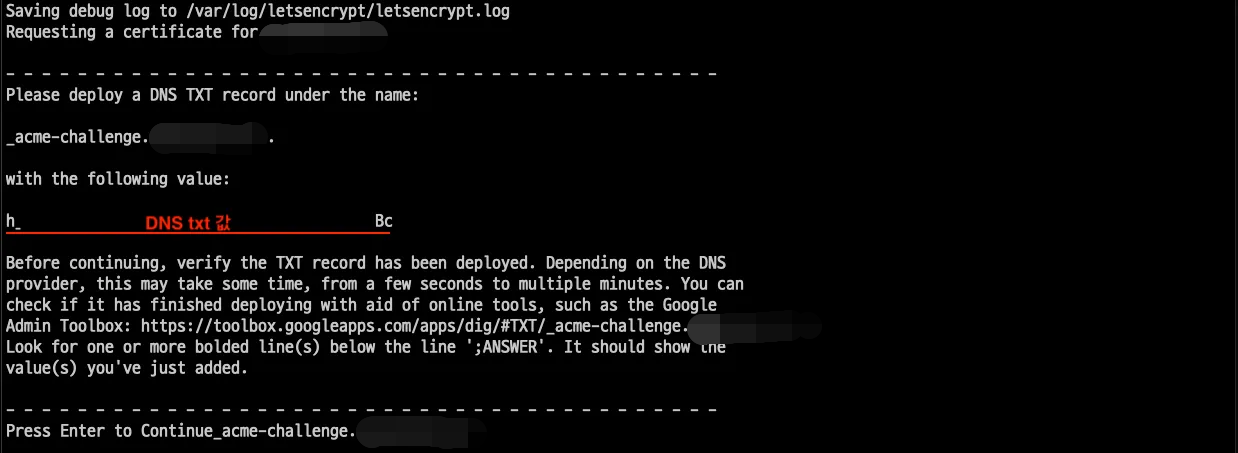 Saving debug log to /var/log/letsencrypt/letsencrypt.log
Requesting a certificate for
- - - - - - - - - - - - - - - - - - - - - - - - - - - - - - - - - - - - - - - -
Please deploy a DNS TXT record under the name:
_acme-challenge. .
with the following value:
h_ DNS txt 값 Bc
Before continuing, verify the TXT record has been deployed. Depending on the DNS
provider, this may take some time, from a few seconds to multiple minutes. You can
check if it has finished deploying with aid of online tools, such as the Google
Admin Toolbox: https://toolbox.googleapps.com/apps/dig/#TXT/_acme-challenge.
Look for one or more bolded line(s) below the line ';ANSWER'. It should show the
value(s) you've just added.
- - - - - - - - - - - - - - - - - - - - - - - - - - - - - - - - - - - - - - - -
Press Enter to Continue_acme-challenge.